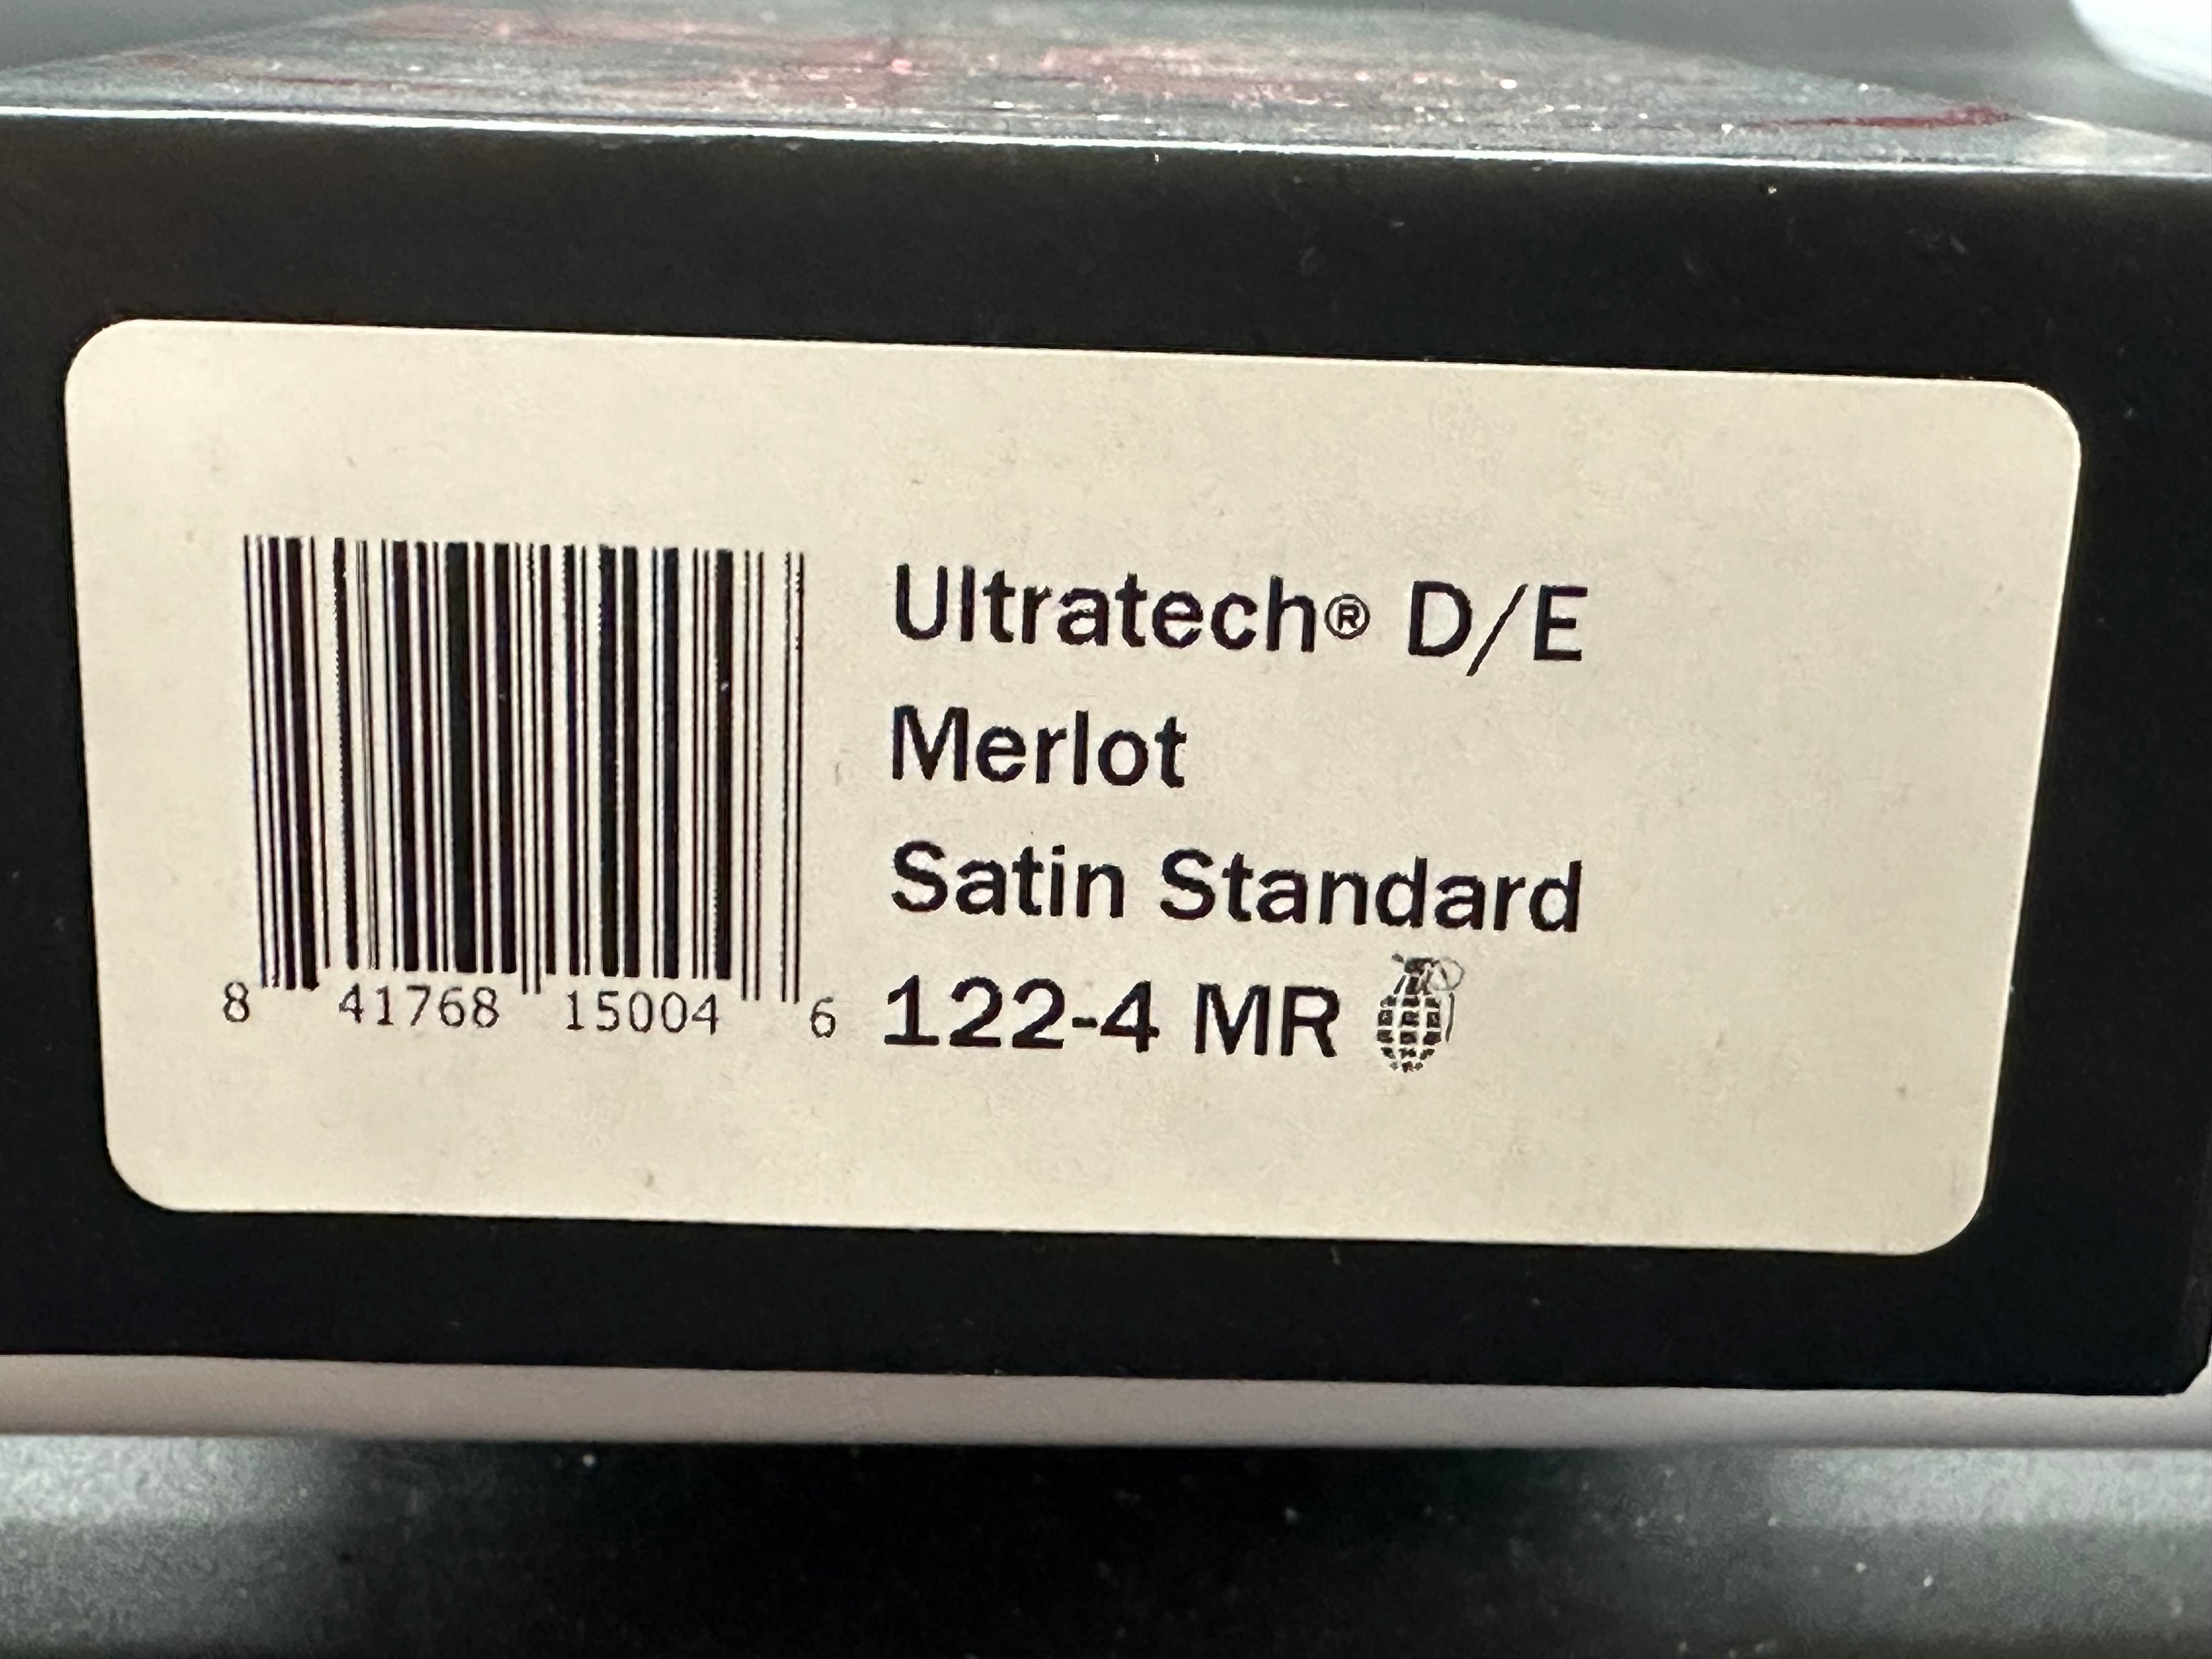 Ultratech® D/E
Merlot
Satin Standard
122-4 MR
8 41768 15004 6